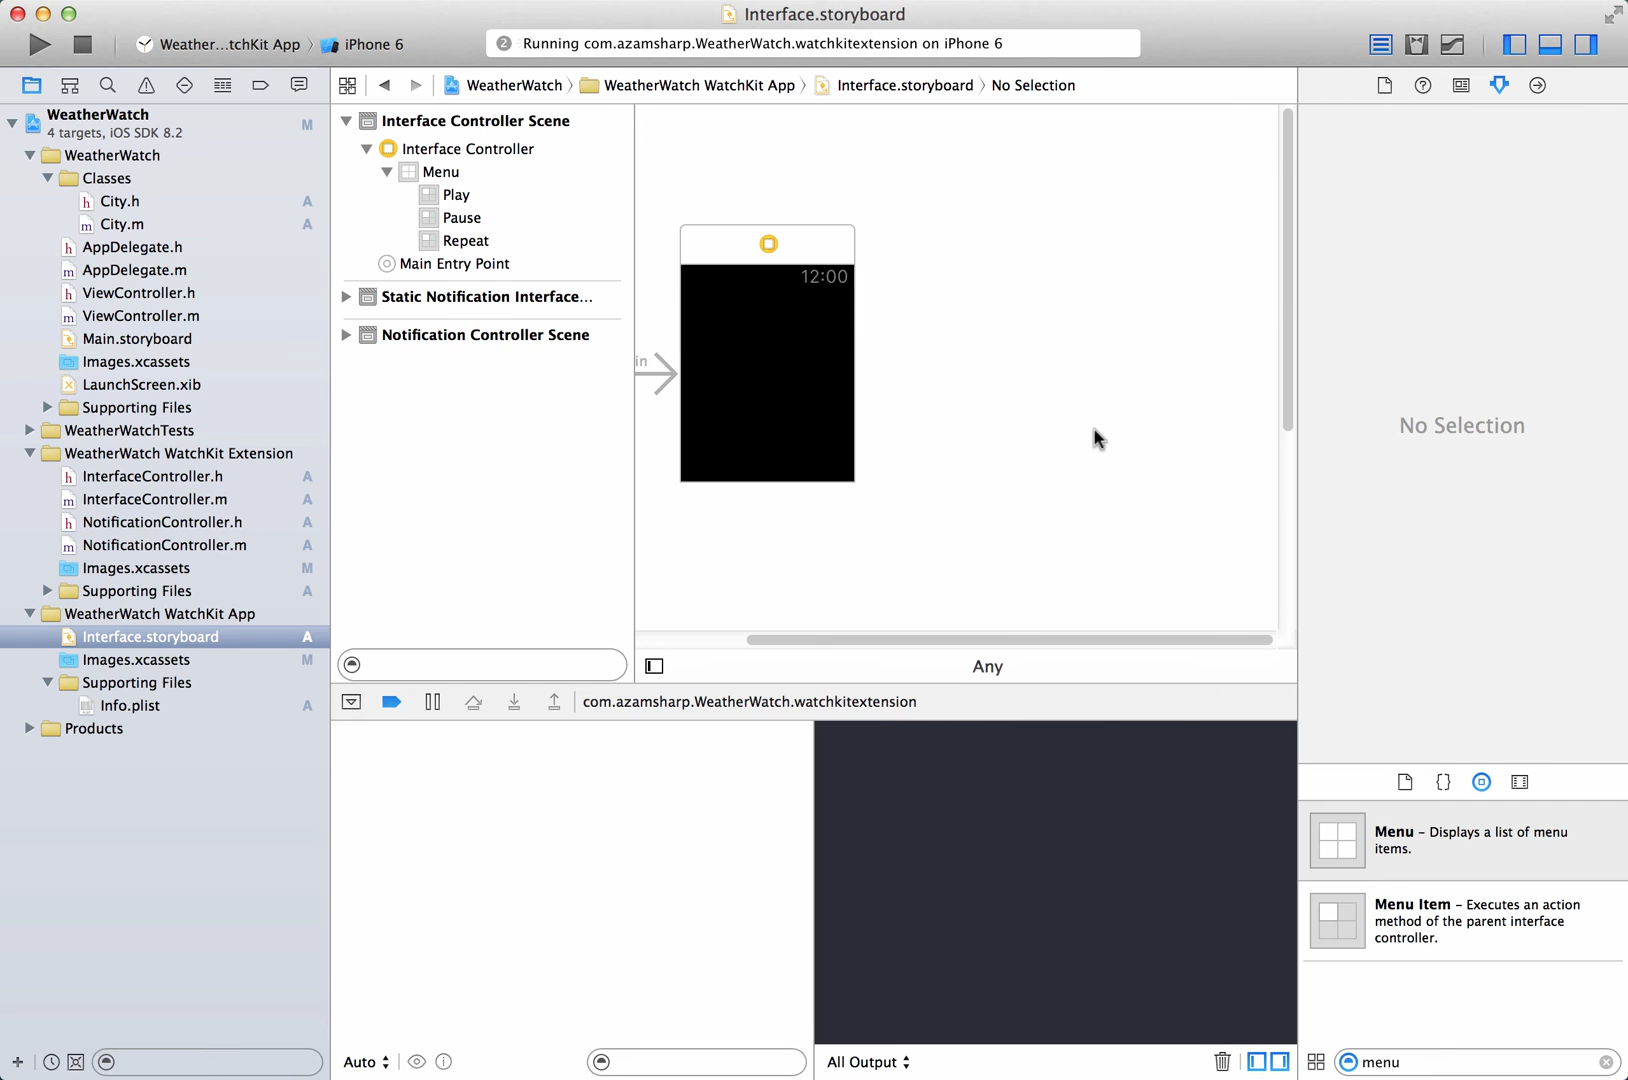 Interface.storyboard
Weather...tchKit App
iPhone 6
2 Running com.azamsharp.WeatherWatch.watchkitextension on iPhone 6
WeatherWatch
WeatherWatch WatchKit App
Interface.storyboard
No Selection
WeatherWatch
4 targets, iOS SDK 8.2
M
WeatherWatch
Classes
h City.h A
m City.m A
h AppDelegate.h
m AppDelegate.m
h ViewController.h
m ViewController.m
Main.storyboard
Images.xcassets
LaunchScreen.xib
Supporting Files
WeatherWatchTests
WeatherWatch WatchKit Extension
h InterfaceController.h A
m InterfaceController.m A
h NotificationController.h A
m NotificationController.m A
Images.xcassets M
Supporting Files A
WeatherWatch WatchKit App
Interface.storyboard A
Images.xcassets M
Supporting Files
Info.plist A
Products
Interface Controller Scene
Interface Controller
Menu
Play
Pause
Repeat
Main Entry Point
Static Notification Interface...
Notification Controller Scene
in
12:00
Any
com.azamsharp.WeatherWatch.watchkitextension
Auto
All Output
No Selection
Menu – Displays a list of menu
items.
Menu Item – Executes an action
method of the parent interface
controller.
menu